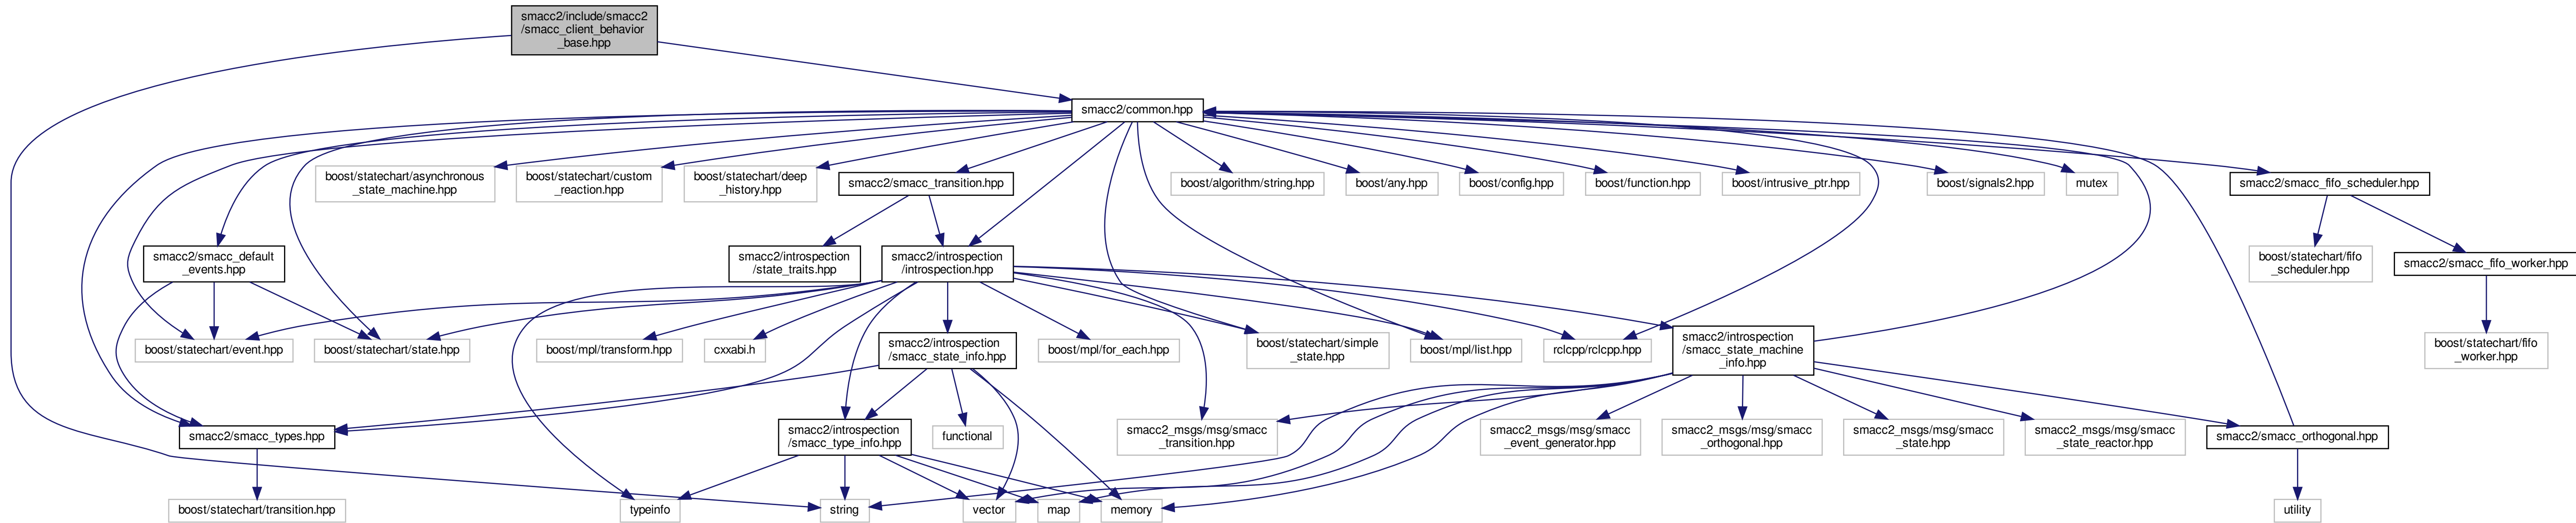 smacc2/include/smacc2
/smacc_client_behavior
_base.hpp
smacc2/common.hpp
boost/statechart/asynchronous
_state_machine.hpp
boost/statechart/custom
_reaction.hpp
boost/statechart/deep
_history.hpp
smacc2/smacc_transition.hpp
boost/algorithm/string.hpp
boost/any.hpp
boost/config.hpp
boost/function.hpp
boost/intrusive_ptr.hpp
boost/signals2.hpp
mutex
smacc2/smacc_fifo_scheduler.hpp
smacc2/smacc_default
_events.hpp
smacc2/introspection
/state_traits.hpp
smacc2/introspection
/introspection.hpp
boost/statechart/fifo
_scheduler.hpp
smacc2/smacc_fifo_worker.hpp
boost/statechart/event.hpp
boost/statechart/state.hpp
boost/mpl/transform.hpp
cxxabi.h
smacc2/introspection
/smacc_state_info.hpp
boost/mpl/for_each.hpp
boost/statechart/simple
_state.hpp
boost/mpl/list.hpp
rclcpp/rclcpp.hpp
smacc2/introspection
/smacc_state_machine
_info.hpp
boost/statechart/fifo
_worker.hpp
smacc2/smacc_types.hpp
smacc2/introspection
/smacc_type_info.hpp
functional
smacc2_msgs/msg/smacc
_transition.hpp
smacc2_msgs/msg/smacc
_event_generator.hpp
smacc2_msgs/msg/smacc
_orthogonal.hpp
smacc2_msgs/msg/smacc
_state.hpp
smacc2_msgs/msg/smacc
_state_reactor.hpp
smacc2/smacc_orthogonal.hpp
boost/statechart/transition.hpp
typeinfo
string
vector
map
memory
utility